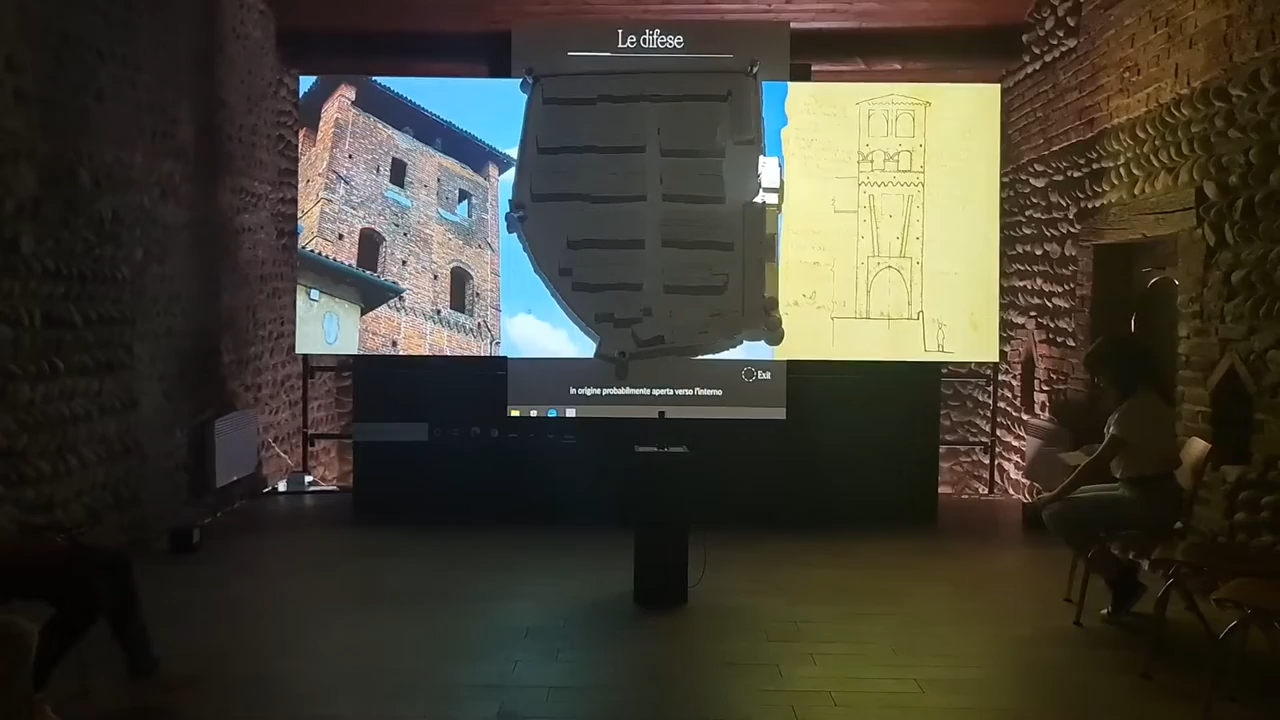 Le difese
Exit
in origine probabilmente aperta verso l'interno